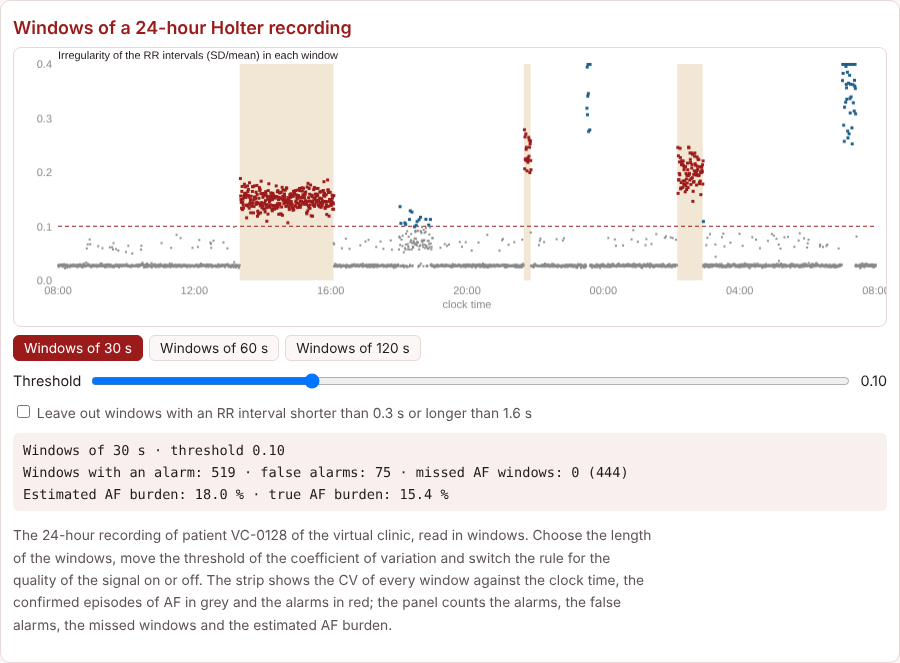 Windows of a 24-hour Holter recording
Irregularity of the RR intervals (SD/mean) in each window
0.4
0.3
0.2
0.1
0.0
08:00 12:00 16:00 20:00 00:00 04:00 08:00
clock time
Windows of 30 s Windows of 60 s Windows of 120 s
Threshold 0.10
Leave out windows with an RR interval shorter than 0.3 s or longer than 1.6 s
Windows of 30 s · threshold 0.10
Windows with an alarm: 519 · false alarms: 75 · missed AF windows: 0 (444)
Estimated AF burden: 18.0 % · true AF burden: 15.4 %
The 24-hour recording of patient VC-0128 of the virtual clinic, read in windows. Choose the length
of the windows, move the threshold of the coefficient of variation and switch the rule for the
quality of the signal on or off. The strip shows the CV of every window against the clock time, the
confirmed episodes of AF in grey and the alarms in red; the panel counts the alarms, the false
alarms, the missed windows and the estimated AF burden.